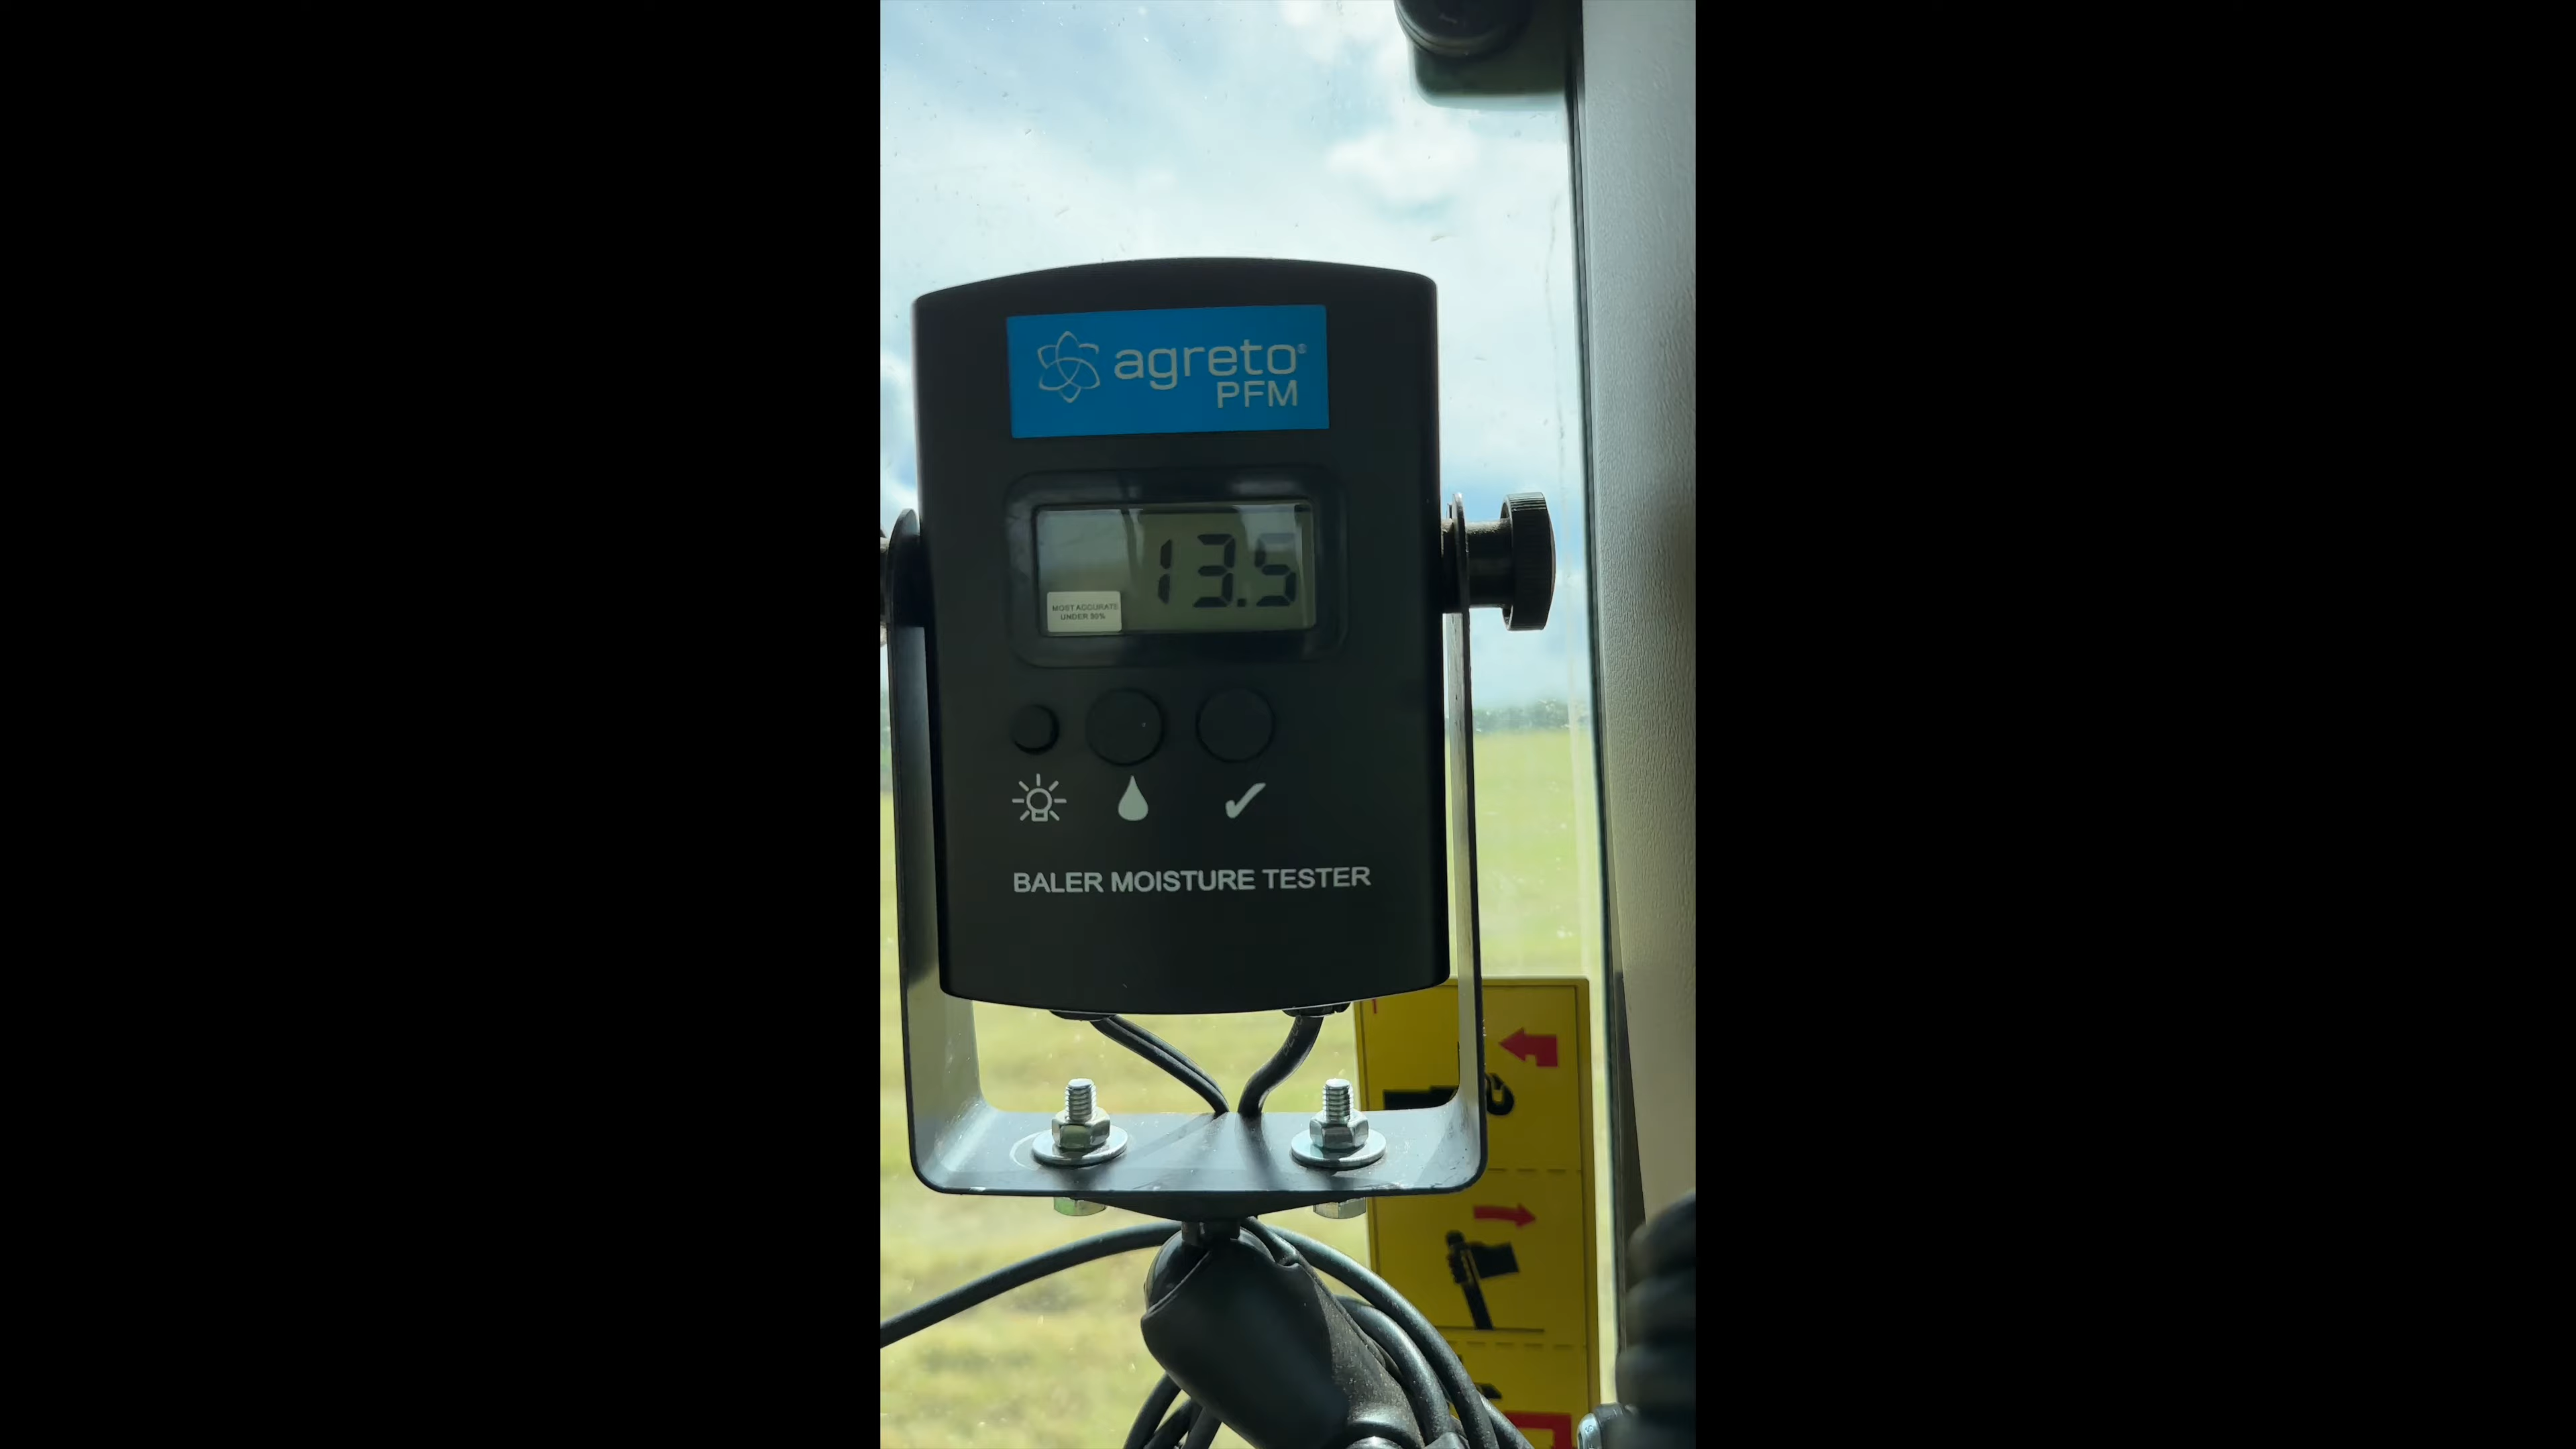 agreto®
PFM
13.5
MOST ACCURATE
UNDER 30%
BALER MOISTURE TESTER